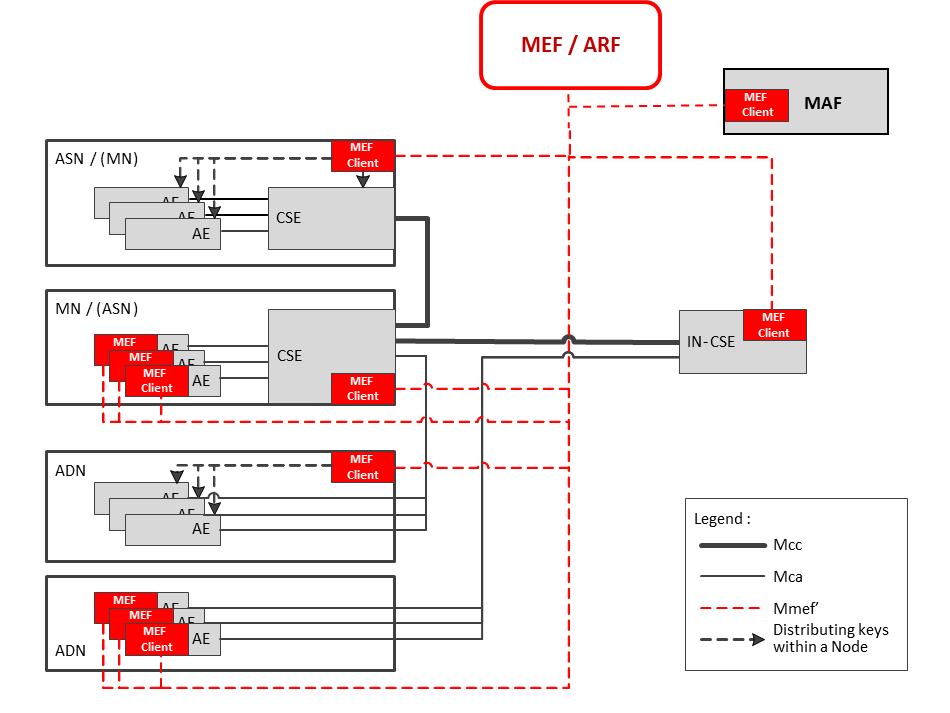 MEF / ARF
MEF
Client
MAF
ASN / (MN)
MEF
Client
AE
AE
AE
CSE
MN / (ASN)
MEF
MEF
MEF
Client
AE
AE
AE
CSE
MEF
Client
MEF
Client
IN-CSE
ADN
MEF
Client
AE
AE
AE
MEF
MEF
MEF
Client
AE
AE
AE
ADN
Legend :
Mcc
Mca
Mmef’
Distributing keys
within a Node